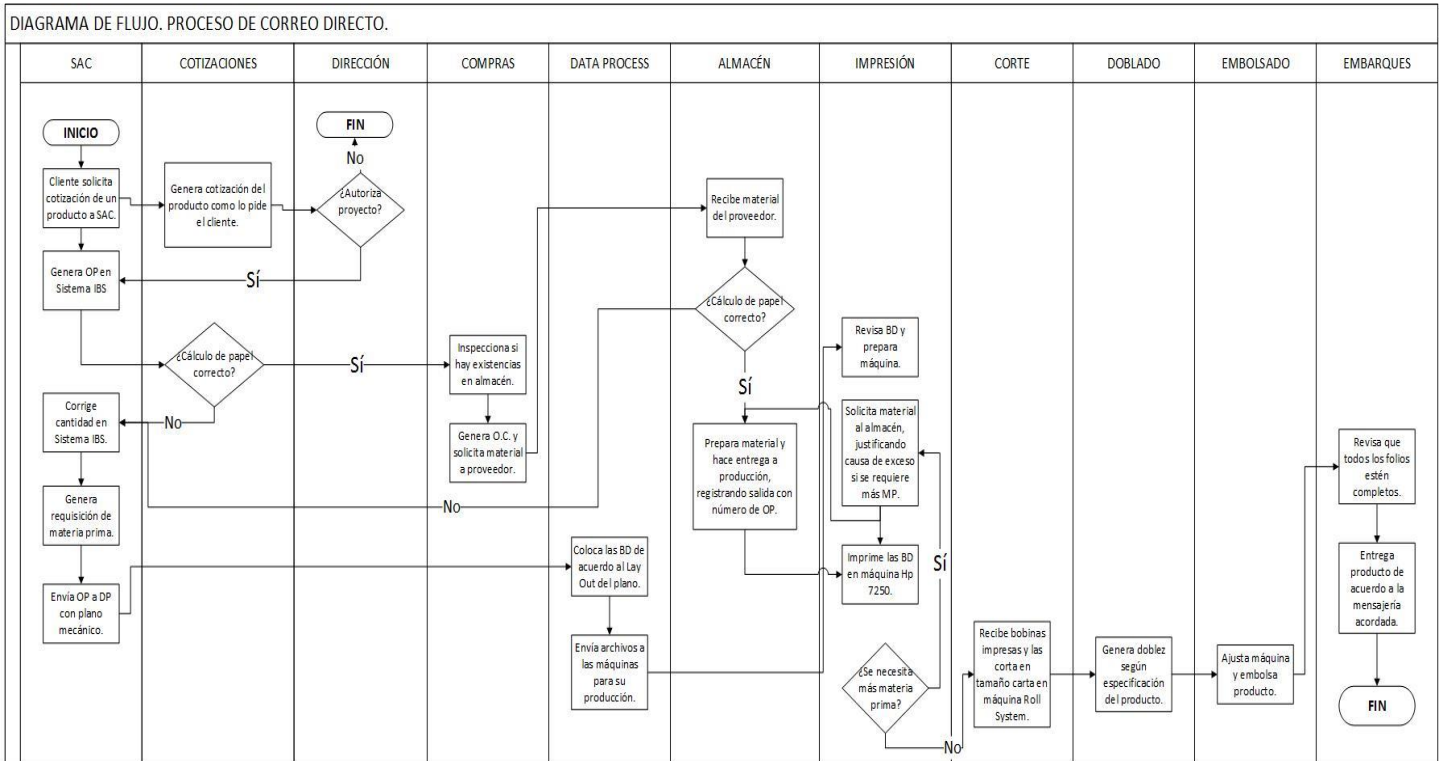 DIAGRAMA DE FLUJO. PROCESO DE CORREO DIRECTO.
SAC
COTIZACIONES
DIRECCIÓN
COMPRAS
DATA PROCESS
ALMACÉN
IMPRESIÓN
CORTE
DOBLADO
EMBOLSADO
EMBARQUES
INICIO
Cliente solicita
cotización de un
producto a SAC.
Genera OP en
Sistema IBS
Corrige
cantidad en
Sistema IBS.
Genera
requisición de
materia prima.
Envía OP a DP
con plano
mecánico.
Genera cotización del
producto como lo pide
el cliente.
¿Cálculo de papel
correcto?
No
FIN
No
¿Autoriza
proyecto?
Sí
Sí
Inspecciona si
hay existencias
en almacén.
Genera O.C. y
solicita material
a proveedor.
No
Coloca las BD de
acuerdo al Lay
Out del plano.
Envía archivos a
las máquinas
para su
producción.
Recibe material
del proveedor.
¿Cálculo de papel
correcto?
Sí
Prepara material y
hace entrega a
producción,
registrando salida con
número de OP.
Revisa BD y
prepara
máquina.
Solicita material
al almacén,
justificando
causa de exceso
si se requiere
más MP.
Imprime las BD
en máquina Hp
7250.
Sí
¿Se necesita
más materia
prima?
No
Recibe bobinas
impresas y las
corta en
tamaño carta en
máquina Roll
System.
Genera doblez
según
especificación
del producto.
Ajusta máquina
y embolsa
producto.
Revisa que
todos los folios
estén
completos.
Entrega
producto de
acuerdo a la
mensajería
acordada.
FIN